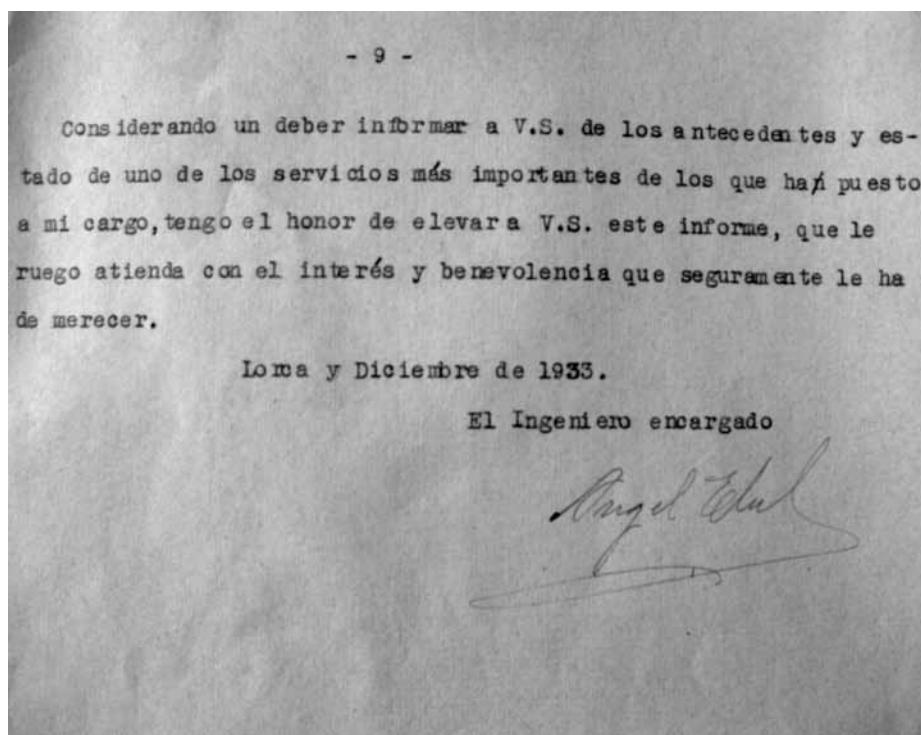 - 9 -
Considerando un deber informar a V.S. de los antecedentes y es-
tado de uno de los servicios más importantes de los que ha puesto
a mi cargo, tengo el honor de elevar a V.S. este informe, que le
ruego atienda con el interés y benevolencia que seguramente le ha
de merecer.
Lorca y Diciembre de 1933.
El Ingeniero encargado
Angel